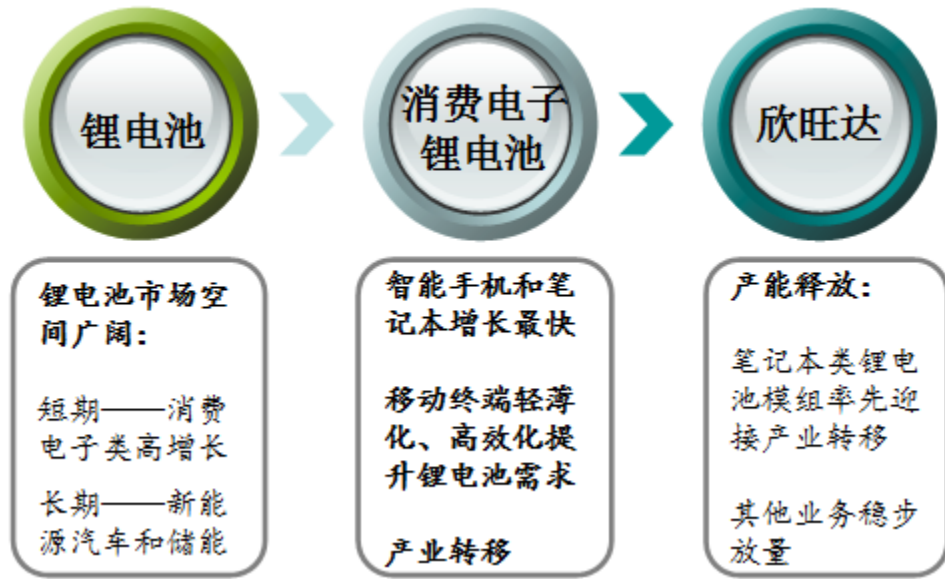 锂电池
消费电子
锂电池
欣旺达
锂电池市场空
间广阔：
短期——消费
电子类高增长
长期——新能
源汽车和储能
智能手机和笔
记本增长最快
移动终端轻薄
化、高效化提
升锂电池需求
产业转移
产能释放：
笔记本类锂电
池模组率先迎
接产业转移
其他业务稳步
放量